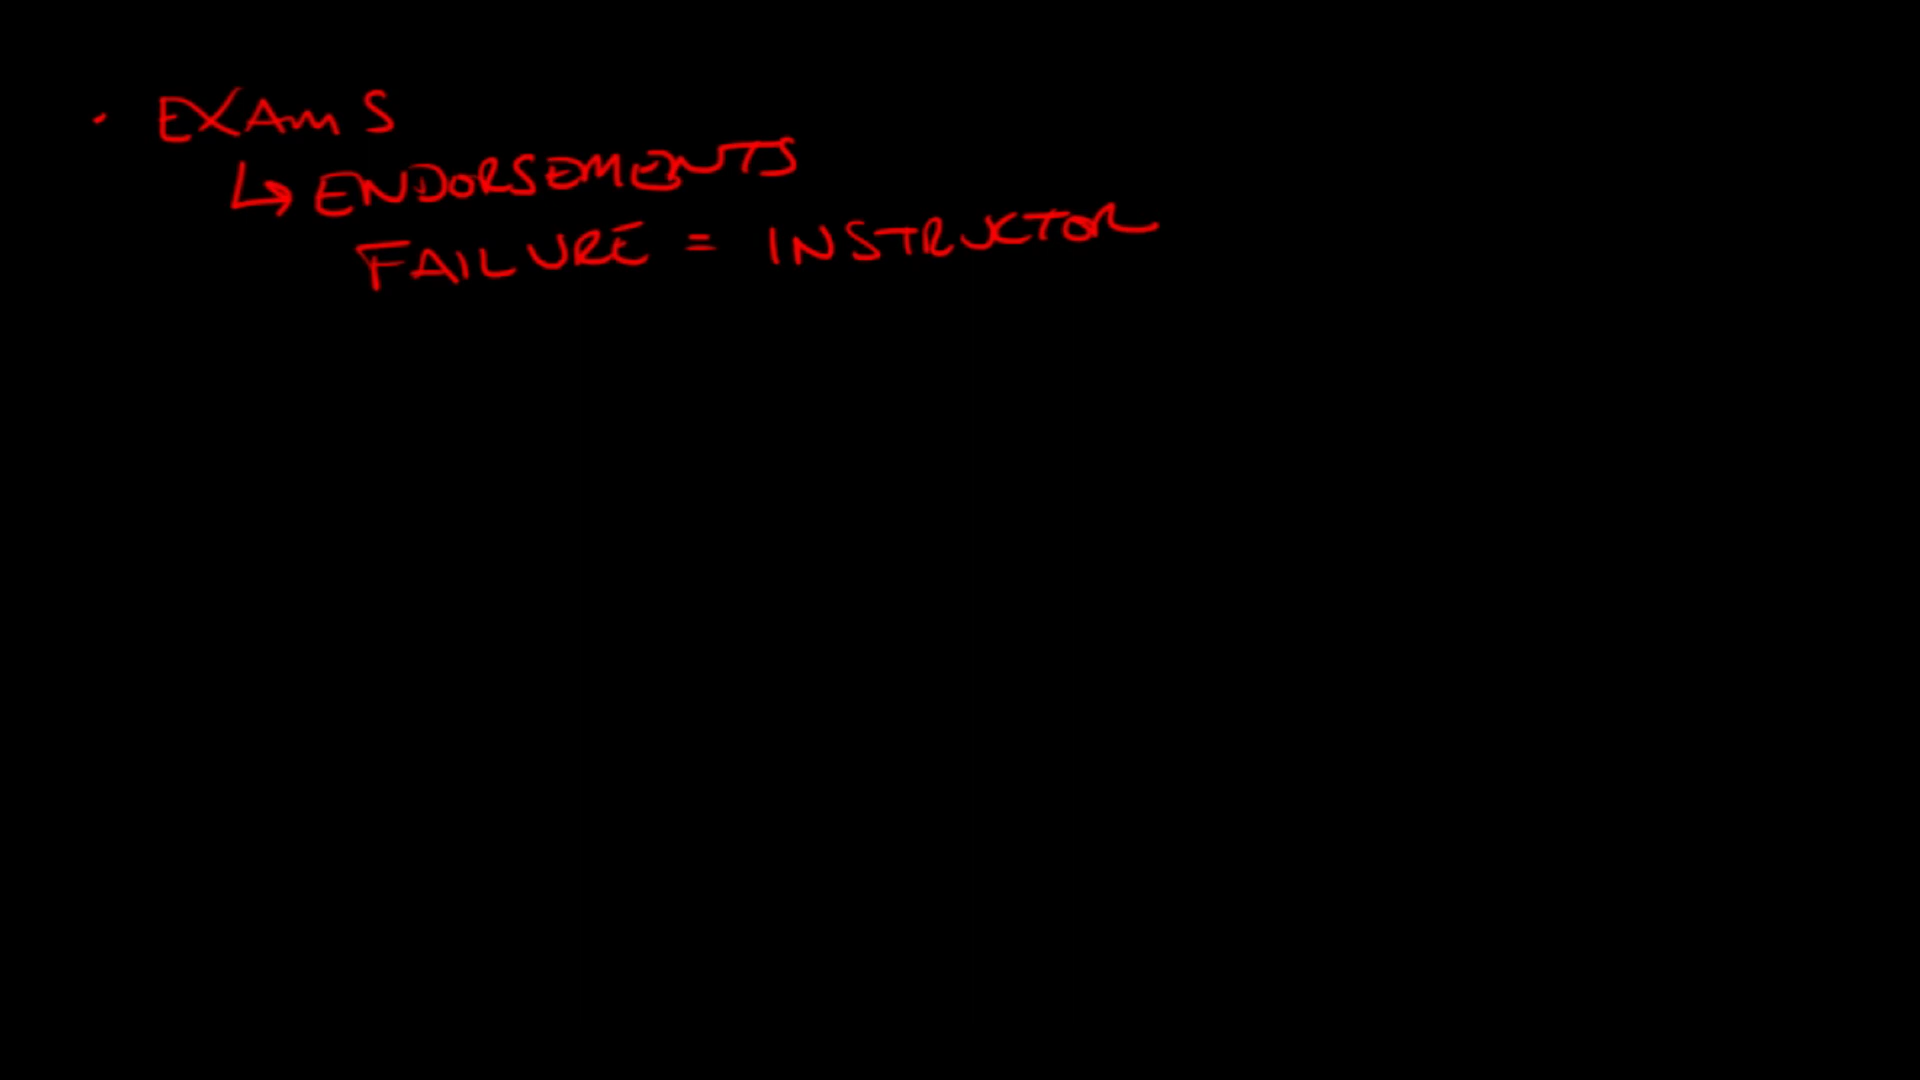 · EXAMS
↳ ENDORSEMENTS
FAILURE = INSTRUCTOR